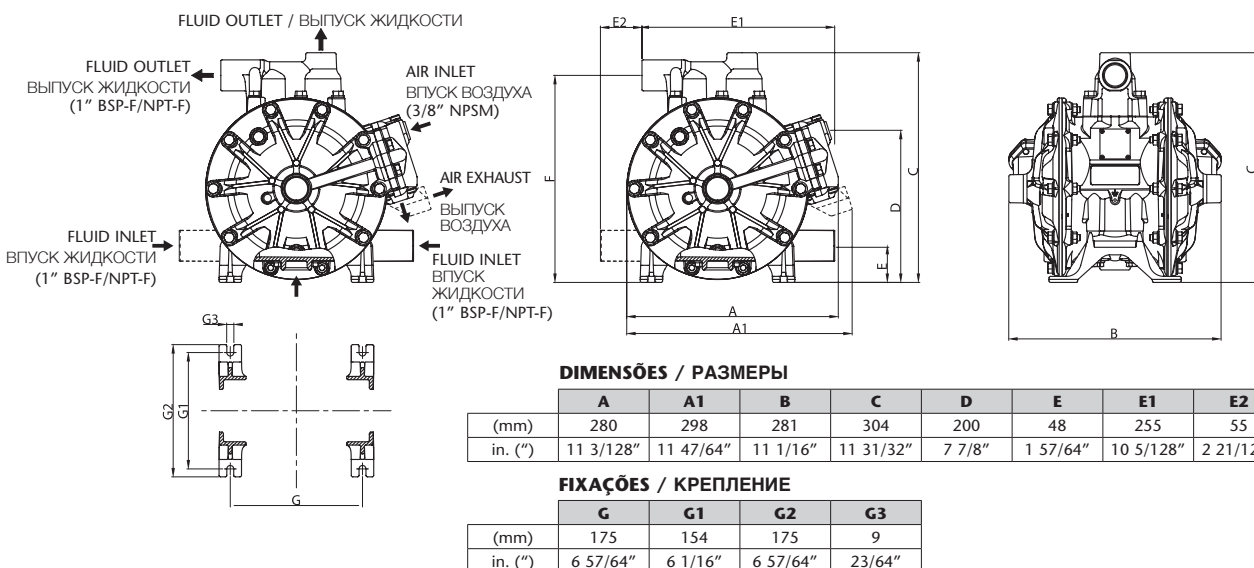 FLUID OUTLET / ВЫПУСК ЖИДКОСТИ
FLUID OUTLET
ВЫПУСК ЖИДКОСТИ
(1" BSP-F/NPT-F)
AIR INLET
ВПУСК ВОЗДУХА
(3/8" NPSM)
AIR EXHAUST
ВЫПУСК
ВОЗДУХА
FLUID INLET
ВПУСК ЖИДКОСТИ
(1" BSP-F/NPT-F)
FLUID INLET
ВПУСК
ЖИДКОСТИ
(1" BSP-F/NPT-F)
E2 E1
F
C
D
E
A
A1
B
G3
G2
G1
G
DIMENSÕES / РАЗМЕРЫ
A A1 B C D E E1 E2
(mm) 280 298 281 304 200 48 255 55
in. (") 11 3/128" 11 47/64" 11 1/16" 11 31/32" 7 7/8" 1 57/64" 10 5/128"
FIXAÇÕES / КРЕПЛЕНИЕ
G G1 G2 G3
(mm) 175 154 175 9
in. (") 6 57/64" 6 1/16" 6 57/64" 23/64"